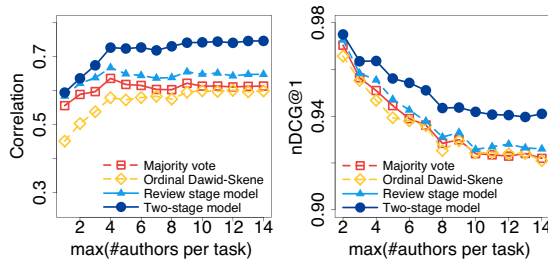 Correlation
0.7
0.5
0.3
2 4 6 8 10 12 14
max(#authors per task)
Majority vote
Ordinal Dawid-Skene
Review stage model
Two-stage model
nDCG@1
0.98
0.94
0.90
2 4 6 8 10 12 14
max(#authors per task)
Majority vote
Ordinal Dawid-Skene
Review stage model
Two-stage model